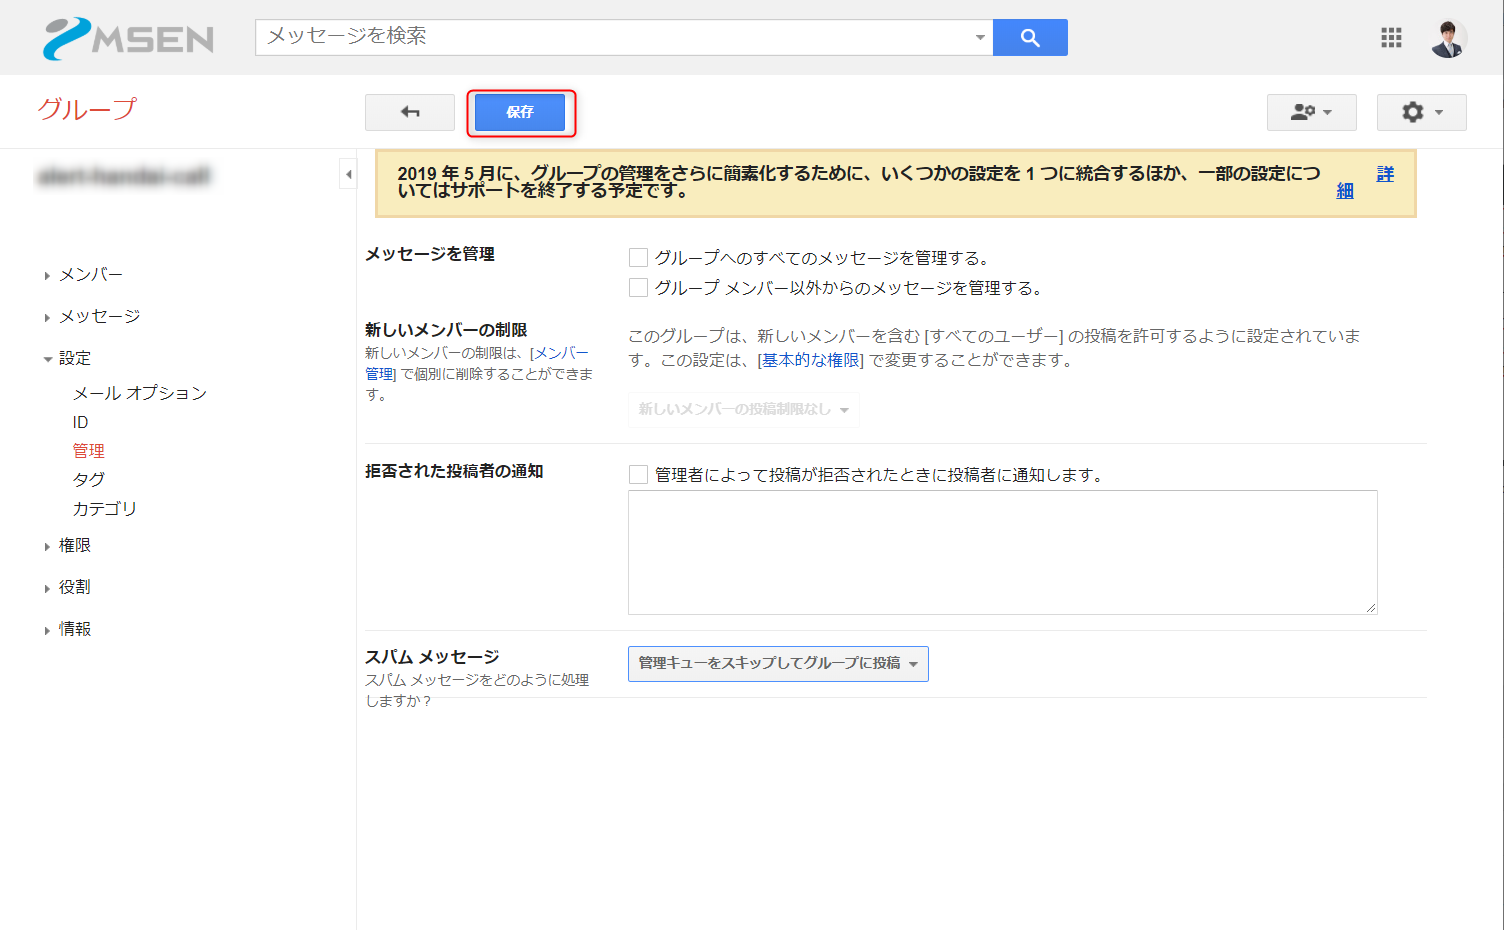 MSEN
メッセージを検索
グループ
保存
2019 年 5 月に、グループの管理をさらに簡素化するために、いくつかの設定を 1 つに統合するほか、一部の設定につ
いてはサポートを終了する予定です。
詳
細
メンバー
メッセージ
設定
メール オプション
ID
管理
タグ
カテゴリ
権限
役割
情報
メッセージを管理
グループへのすべてのメッセージを管理する。
グループ メンバー以外からのメッセージを管理する。
新しいメンバーの制限
新しいメンバーの制限は、[メンバー
管理] で個別に削除することができま
す。
このグループは、新しいメンバーを含む [すべてのユーザー] の投稿を許可するように設定されていま
す。この設定は、[基本的な権限] で変更することができます。
新しいメンバーの投稿制限なし
拒否された投稿者の通知
管理者によって投稿が拒否されたときに投稿者に通知します。
スパム メッセージ
スパム メッセージをどのように処理
しますか？
管理キューをスキップしてグループに投稿